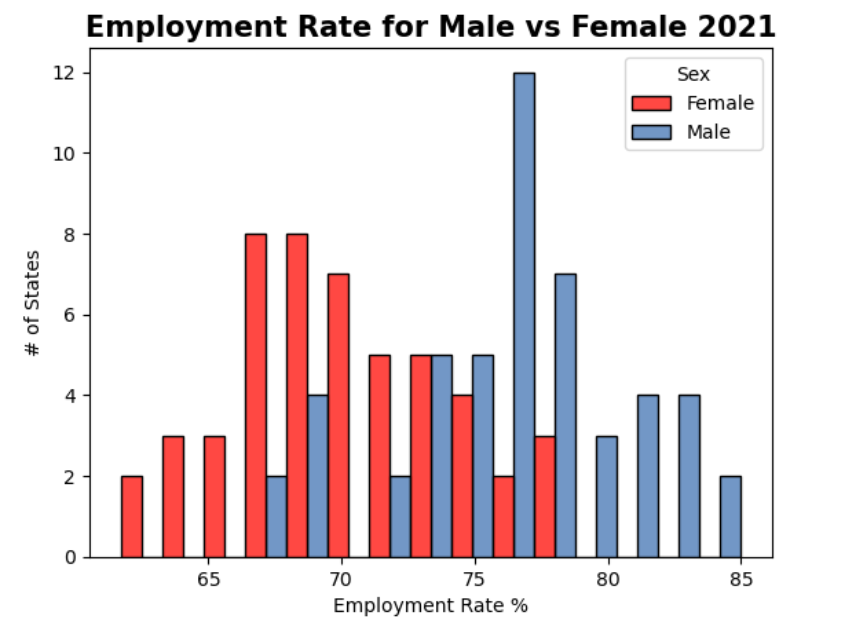 Employment Rate for Male vs Female 2021
Sex
Female
Male
# of States
12
10
8
6
4
2
0
65 70 75 80 85
Employment Rate %